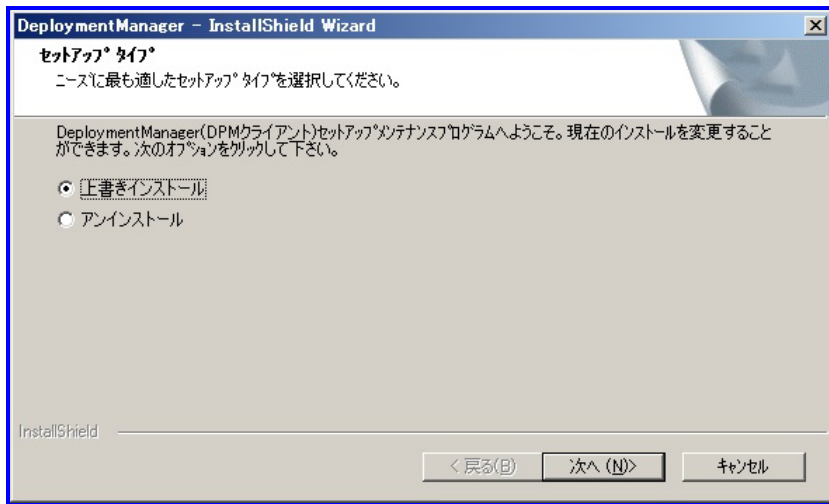 DeploymentManager - InstallShield Wizard
セットアップ タイプ
ニーズに最も適したセットアップ タイプを選択してください。
DeploymentManager(DPMクライアント)セットアップメンテナンスプログラムへようこそ。現在のインストールを変更すること
ができます。次のオプションをクリックして下さい。
上書きインストール
アンインストール
InstallShield
< 戻る(B)
次へ (N)>
キャンセル